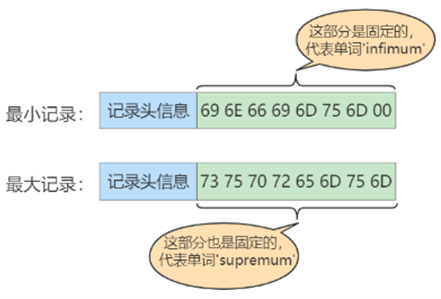 这部分是固定的,
代表单词'infimum'
最小记录: 记录头信息 69 6E 66 69 6D 75 6D 00
最大记录: 记录头信息 73 75 70 72 65 6D 75 6D
这部分也是固定的,
代表单词'supremum'